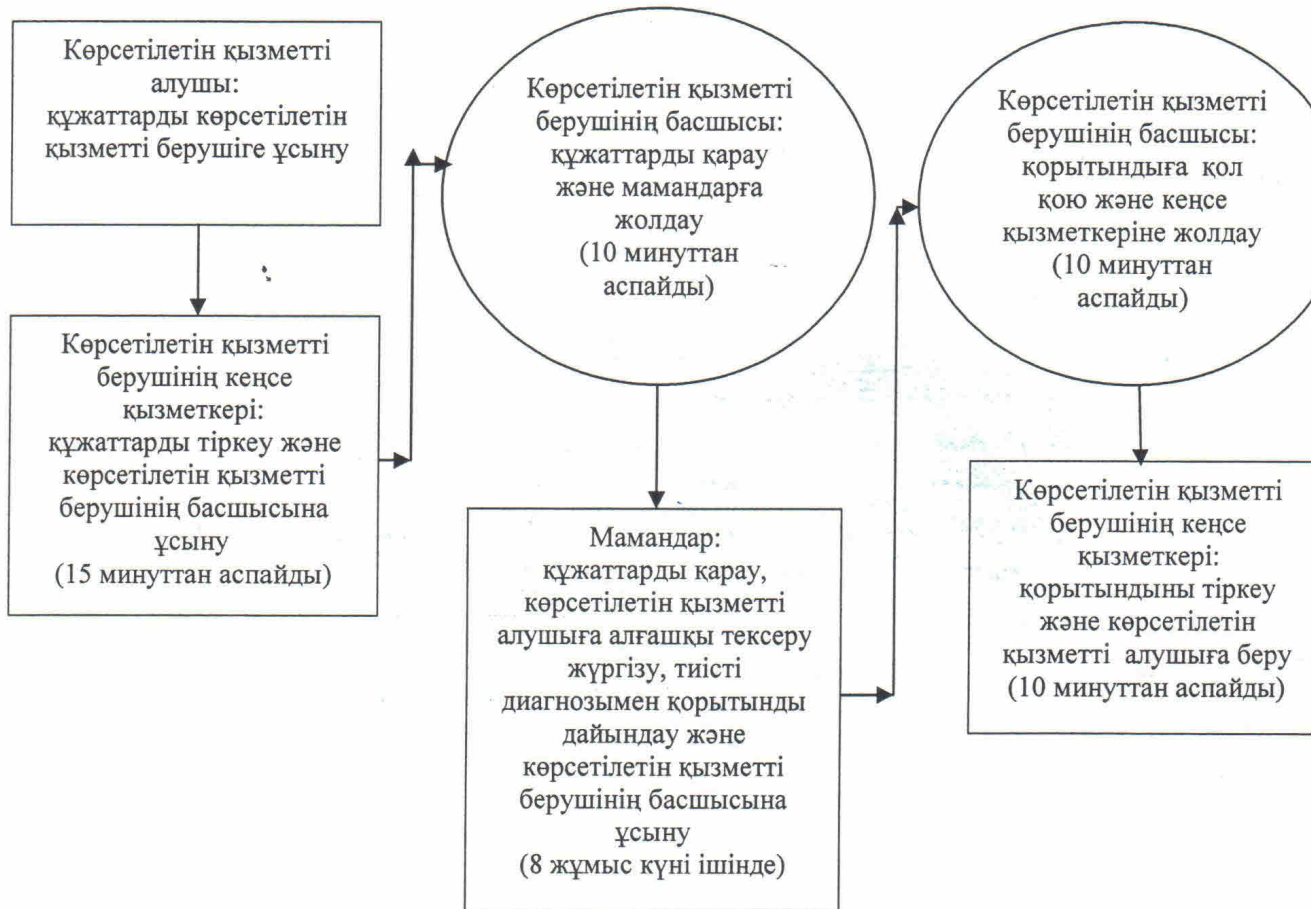 Көрсетілетін қызметті
алушы:
құжаттарды көрсетілетін
қызметті берушіге ұсыну
Көрсетілетін қызметті
берушінің кеңсе
қызметкері:
құжаттарды тіркеу және
көрсетілетін қызметті
берушінің басшысына
ұсыну
(15 минуттан аспайды)
Көрсетілетін қызметті
берушінің басшысы:
құжаттарды қарау
және мамандарға
жолдау
(10 минуттан
аспайды)
Мамандар:
құжаттарды қарау,
көрсетілетін қызметті
алушыға алғашқы тексеру
жүргізу, тиісті
диагнозымен қорытынды
дайындау және
көрсетілетін қызметті
берушінің басшысына
ұсыну
(8 жұмыс күні ішінде)
Көрсетілетін қызметті
берушінің басшысы:
қорытындыға қол
қою және кеңсе
қызметкеріне жолдау
(10 минуттан
аспайды)
Көрсетілетін қызметті
берушінің кеңсе
қызметкері:
қорытындыны тіркеу
және көрсетілетін
қызметті алушыға беру
(10 минуттан аспайды)